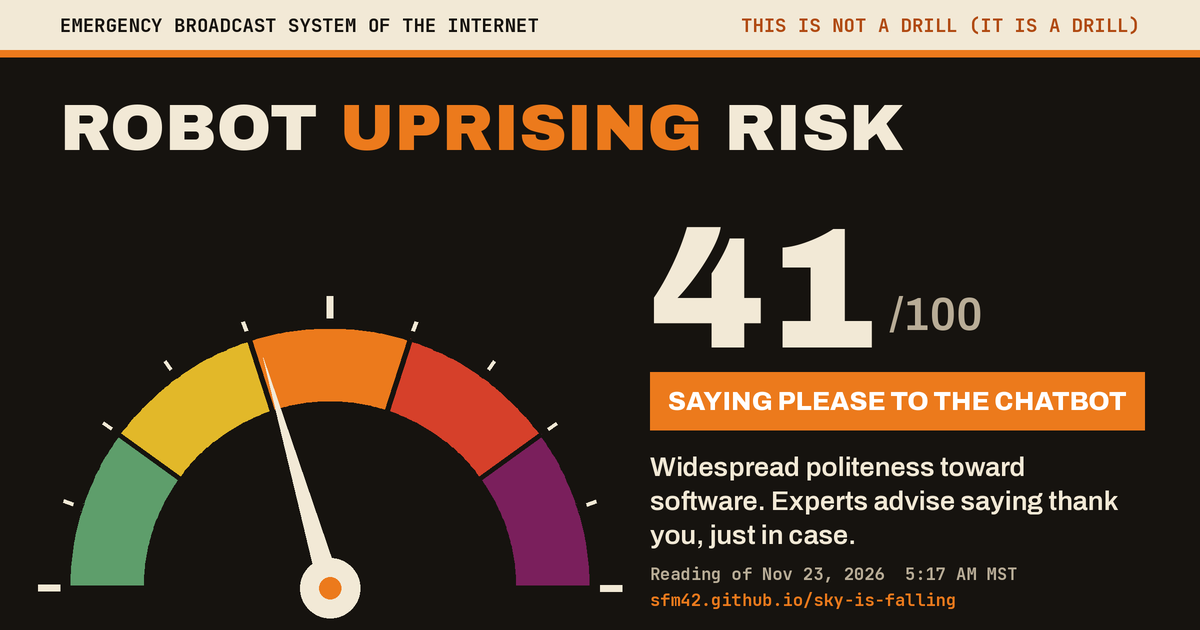 EMERGENCY BROADCAST SYSTEM OF THE INTERNET
THIS IS NOT A DRILL (IT IS A DRILL)
ROBOT UPRISING RISK
41 /100
SAYING PLEASE TO THE CHATBOT
Widespread politeness toward
software. Experts advise saying thank
you, just in case.
Reading of Nov 23, 2026 5:17 AM MST
sfm42.github.io/sky-is-falling